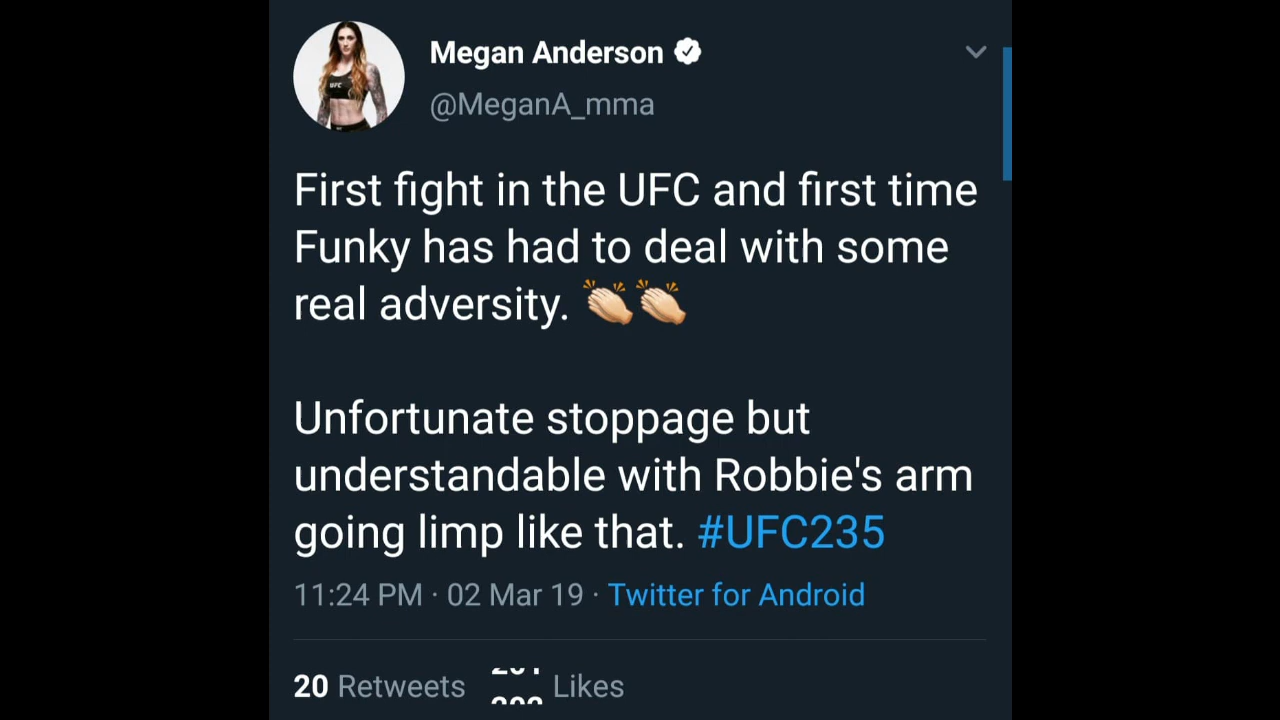 Megan Anderson
@MeganA_mma
First fight in the UFC and first time
Funky has had to deal with some
real adversity. 👏🏻👏🏻
Unfortunate stoppage but
understandable with Robbie's arm
going limp like that. #UFC235
11:24 PM · 02 Mar 19 · Twitter for Android
20 Retweets Likes